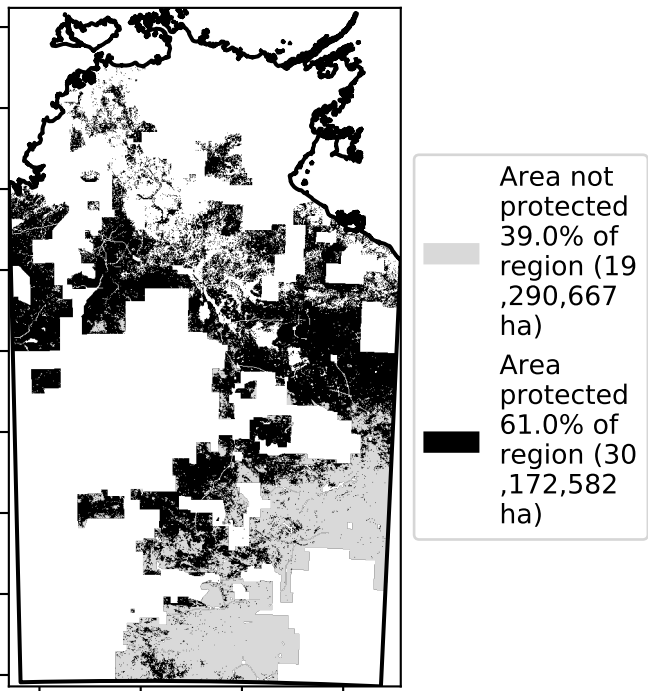 Area not
protected
39.0% of
region (19
,290,667
ha)
Area
protected
61.0% of
region (30
,172,582
ha)